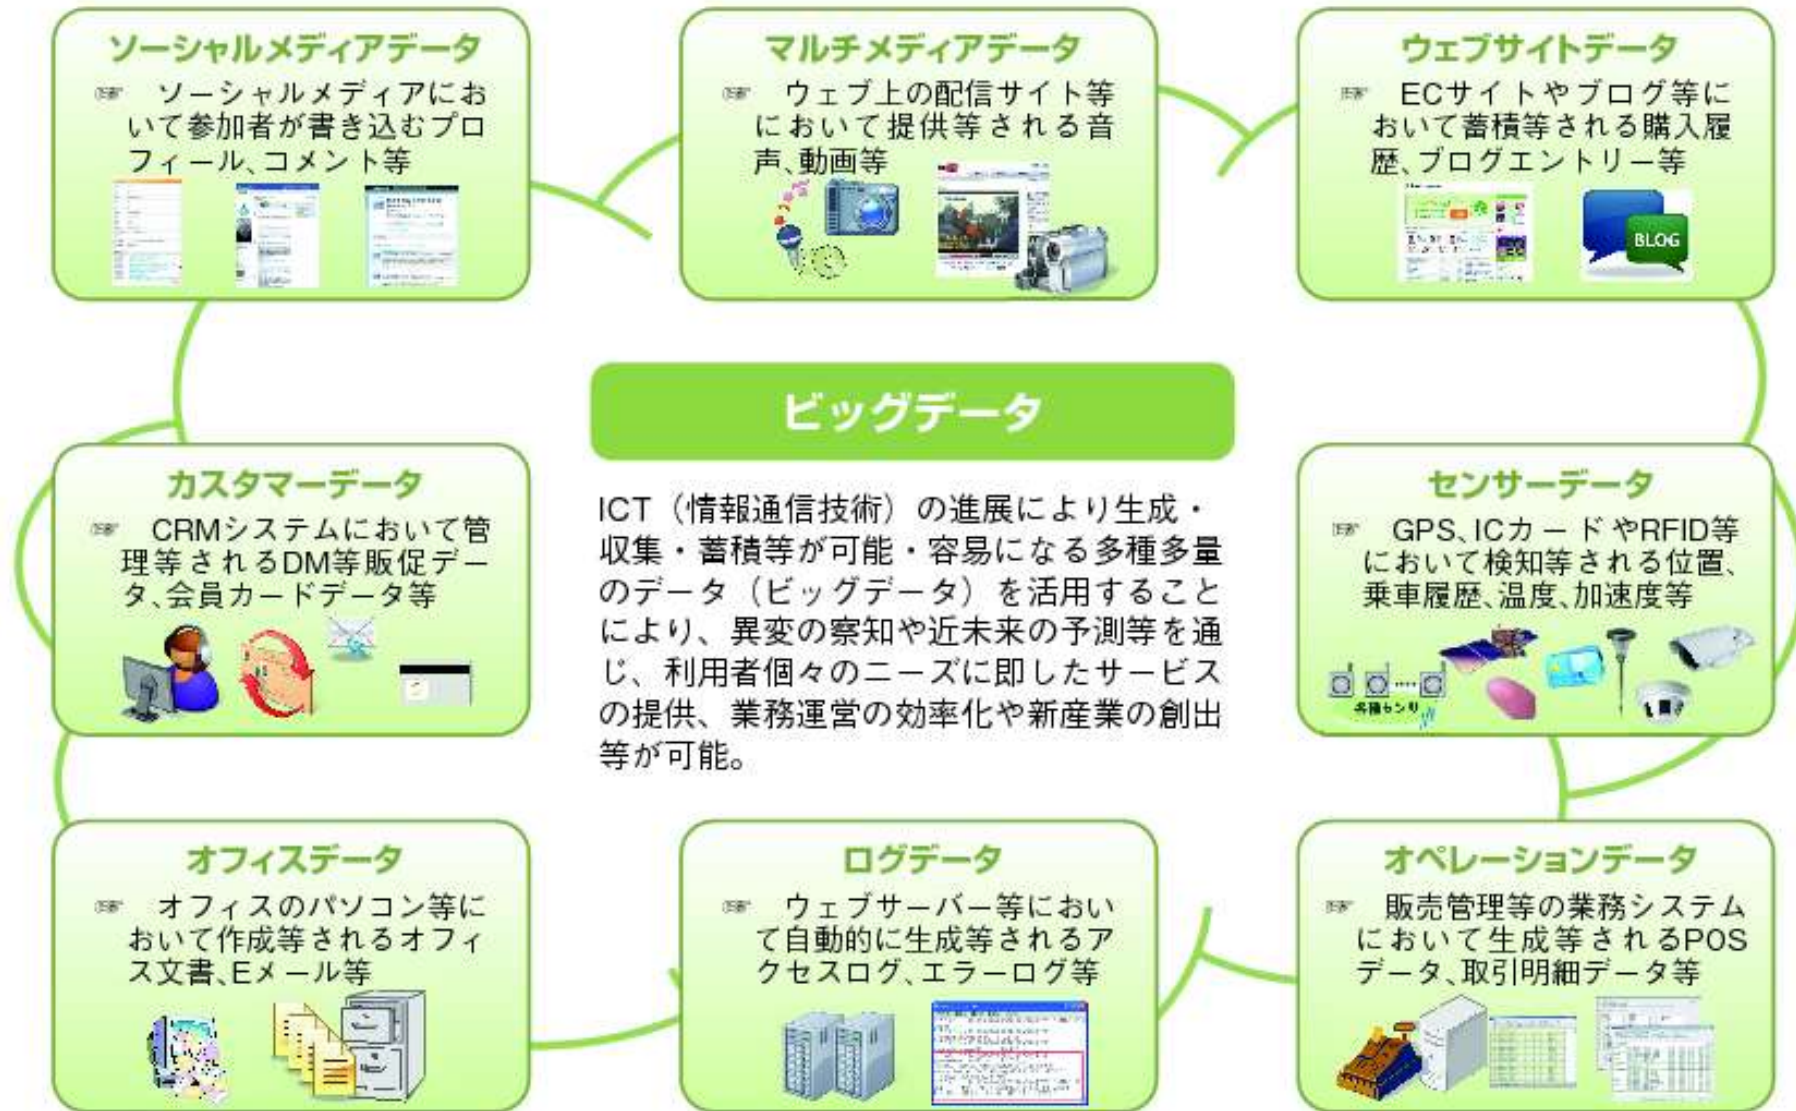 ソーシャルメディアデータ
☞ ソーシャルメディアにお
いて参加者が書き込むプロ
フィール、コメント等
マルチメディアデータ
☞ ウェブ上の配信サイト等
において提供等される音
声、動画等
ウェブサイトデータ
☞ ECサイトやブログ等に
おいて蓄積等される購入履
歴、ブログエントリー等
BLOG
ビッグデータ
ICT（情報通信技術）の進展により生成・
収集・蓄積等が可能・容易になる多種多量
のデータ（ビッグデータ）を活用すること
により、異変の察知や近未来の予測等を通
じ、利用者個々のニーズに即したサービス
の提供、業務運営の効率化や新産業の創出
等が可能。
カスタマーデータ
☞ CRMシステムにおいて管
理等されるDM等販促デー
タ、会員カードデータ等
センサーデータ
☞ GPS、ICカードやRFID等
において検知等される位置、
乗車履歴、温度、加速度等
各種センサ
オフィスデータ
☞ オフィスのパソコン等に
おいて作成等されるオフィ
ス文書、Eメール等
ログデータ
☞ ウェブサーバー等におい
て自動的に生成等されるア
クセスログ、エラーログ等
オペレーションデータ
☞ 販売管理等の業務システム
において生成等されるPOS
データ、取引明細データ等